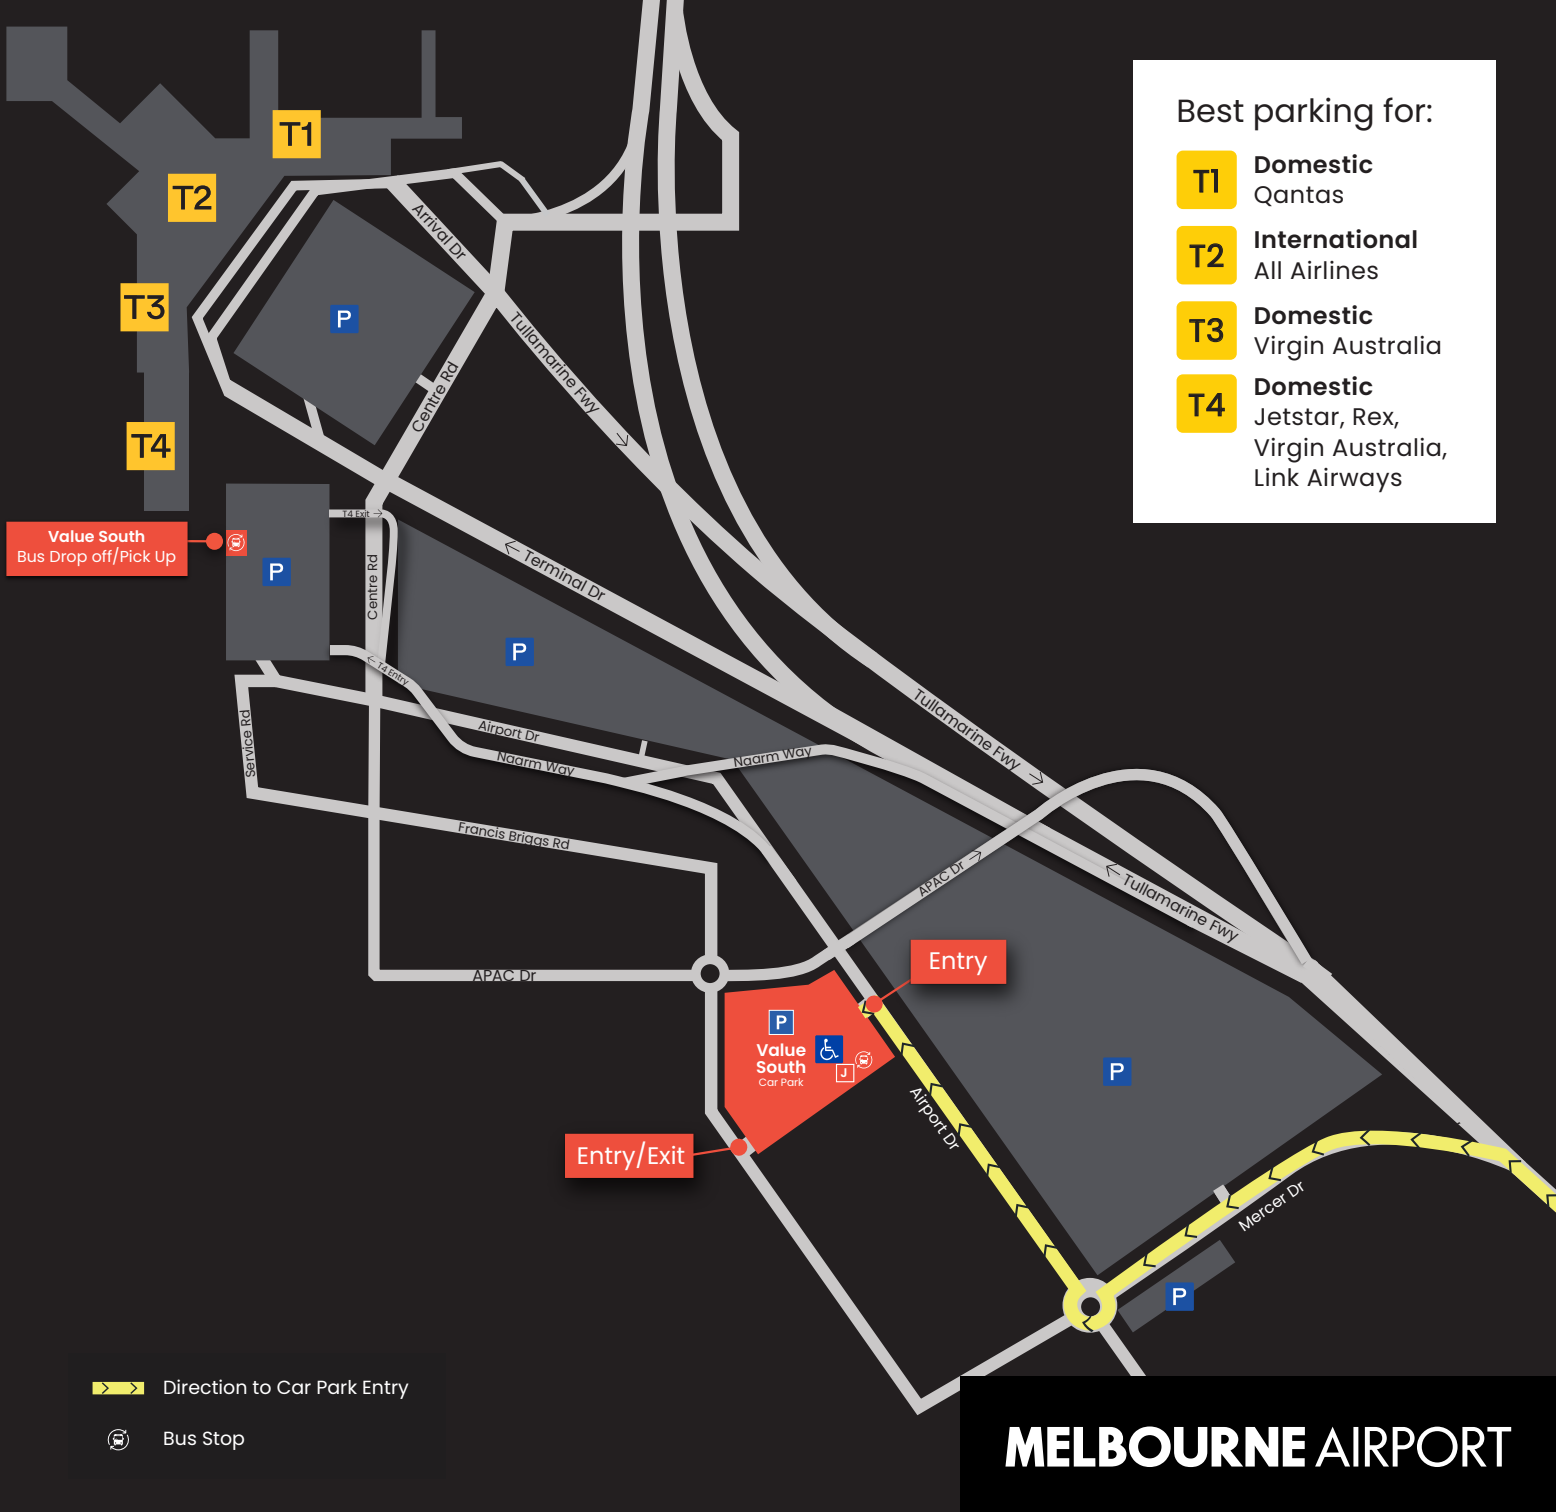 T1
T2
T3
T4
P
Arrival Dr
Tullamarine Fwy
Centre Rd
Best parking for:
T1
Domestic
Qantas
T2
International
All Airlines
T3
Domestic
Virgin Australia
T4
Domestic
Jetstar, Rex,
Virgin Australia,
Link Airways
Value South
Bus Drop off/Pick Up
P
T4 Exit
Centre Rd
Terminal Dr
P
T4 Entry
Service Rd
Airport Dr
Naarm Way
Naarm Way
Tullamarine Fwy
Francis Briggs Rd
APAC Dr
Tullamarine Fwy
APAC Dr
Entry
P
Value
South
Car Park
J
P
Airport Dr
Entry/Exit
Mercer Dr
P
Direction to Car Park Entry
Bus Stop
MELBOURNE AIRPORT